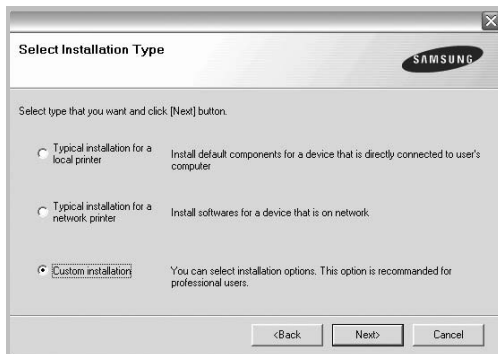 Select Installation Type
SAMSUNG
Select type that you want and click [Next] button.
Typical installation for a
local printer
Install default components for a device that is directly connected to user's
computer
Typical installation for a
network printer
Install softwares for a device that is on network
Custom installation
You can select installation options. This option is recommanded for
professional users.
<Back
Next>
Cancel